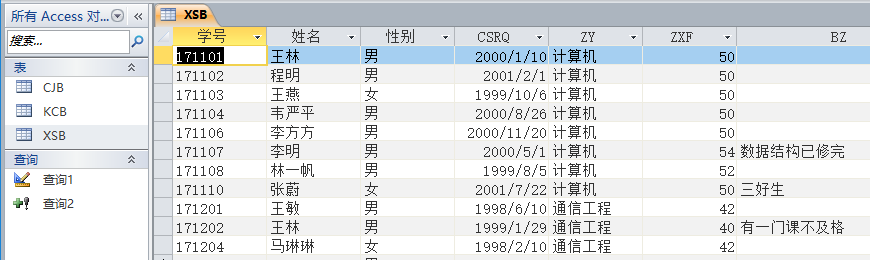 所有 Access 对...
搜索...
表
CJB
KCB
XSB
查询
查询1
查询2
XSB
学号 姓名 性别 CSRQ ZY ZXF BZ
171101 王林 男 2000/1/10 计算机 50
171102 程明 男 2001/2/1 计算机 50
171103 王燕 女 1999/10/6 计算机 50
171104 韦严平 男 2000/8/26 计算机 50
171106 李方方 男 2000/11/20 计算机 50
171107 李明 男 2000/5/1 计算机 54 数据结构已修完
171108 林一帆 男 1999/8/5 计算机 52
171110 张蔚 女 2001/7/22 计算机 50 三好生
171201 王敏 男 1998/6/10 通信工程 42
171202 王林 男 1999/1/29 通信工程 40 有一门课不及格
171204 马琳琳 女 1998/2/10 通信工程 42